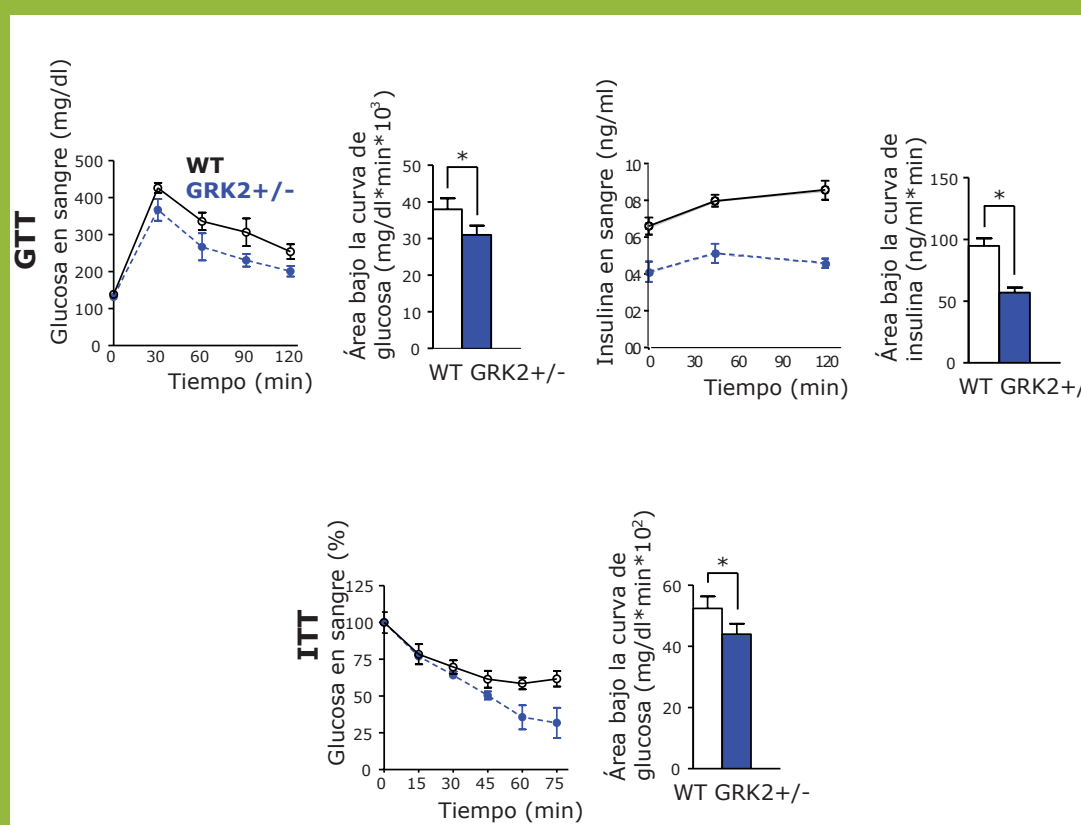 GTT
Glucosa en sangre (mg/dl)
500
400
300
200
100
0
WT
GRK2+/-
0 30 60 90 120
Tiempo (min)
Área bajo la curva de
glucosa (mg/dl*min*10³)
50
40
30
20
10
0
*
WT GRK2+/-
Insulina en sangre (ng/ml)
10
08
06
04
02
00
0 30 60 90 120
Tiempo (min)
Área bajo la curva de
insulina (ng/ml*min)
150
100
50
0
*
WT GRK2+/
ITT
Glucosa en sangre (%)
125
100
75
50
25
0
0 15 30 45 60 75
Tiempo (min)
Área bajo la curva de
glucosa (mg/dl*min*10²)
60
40
20
0
*
WT GRK2+/-